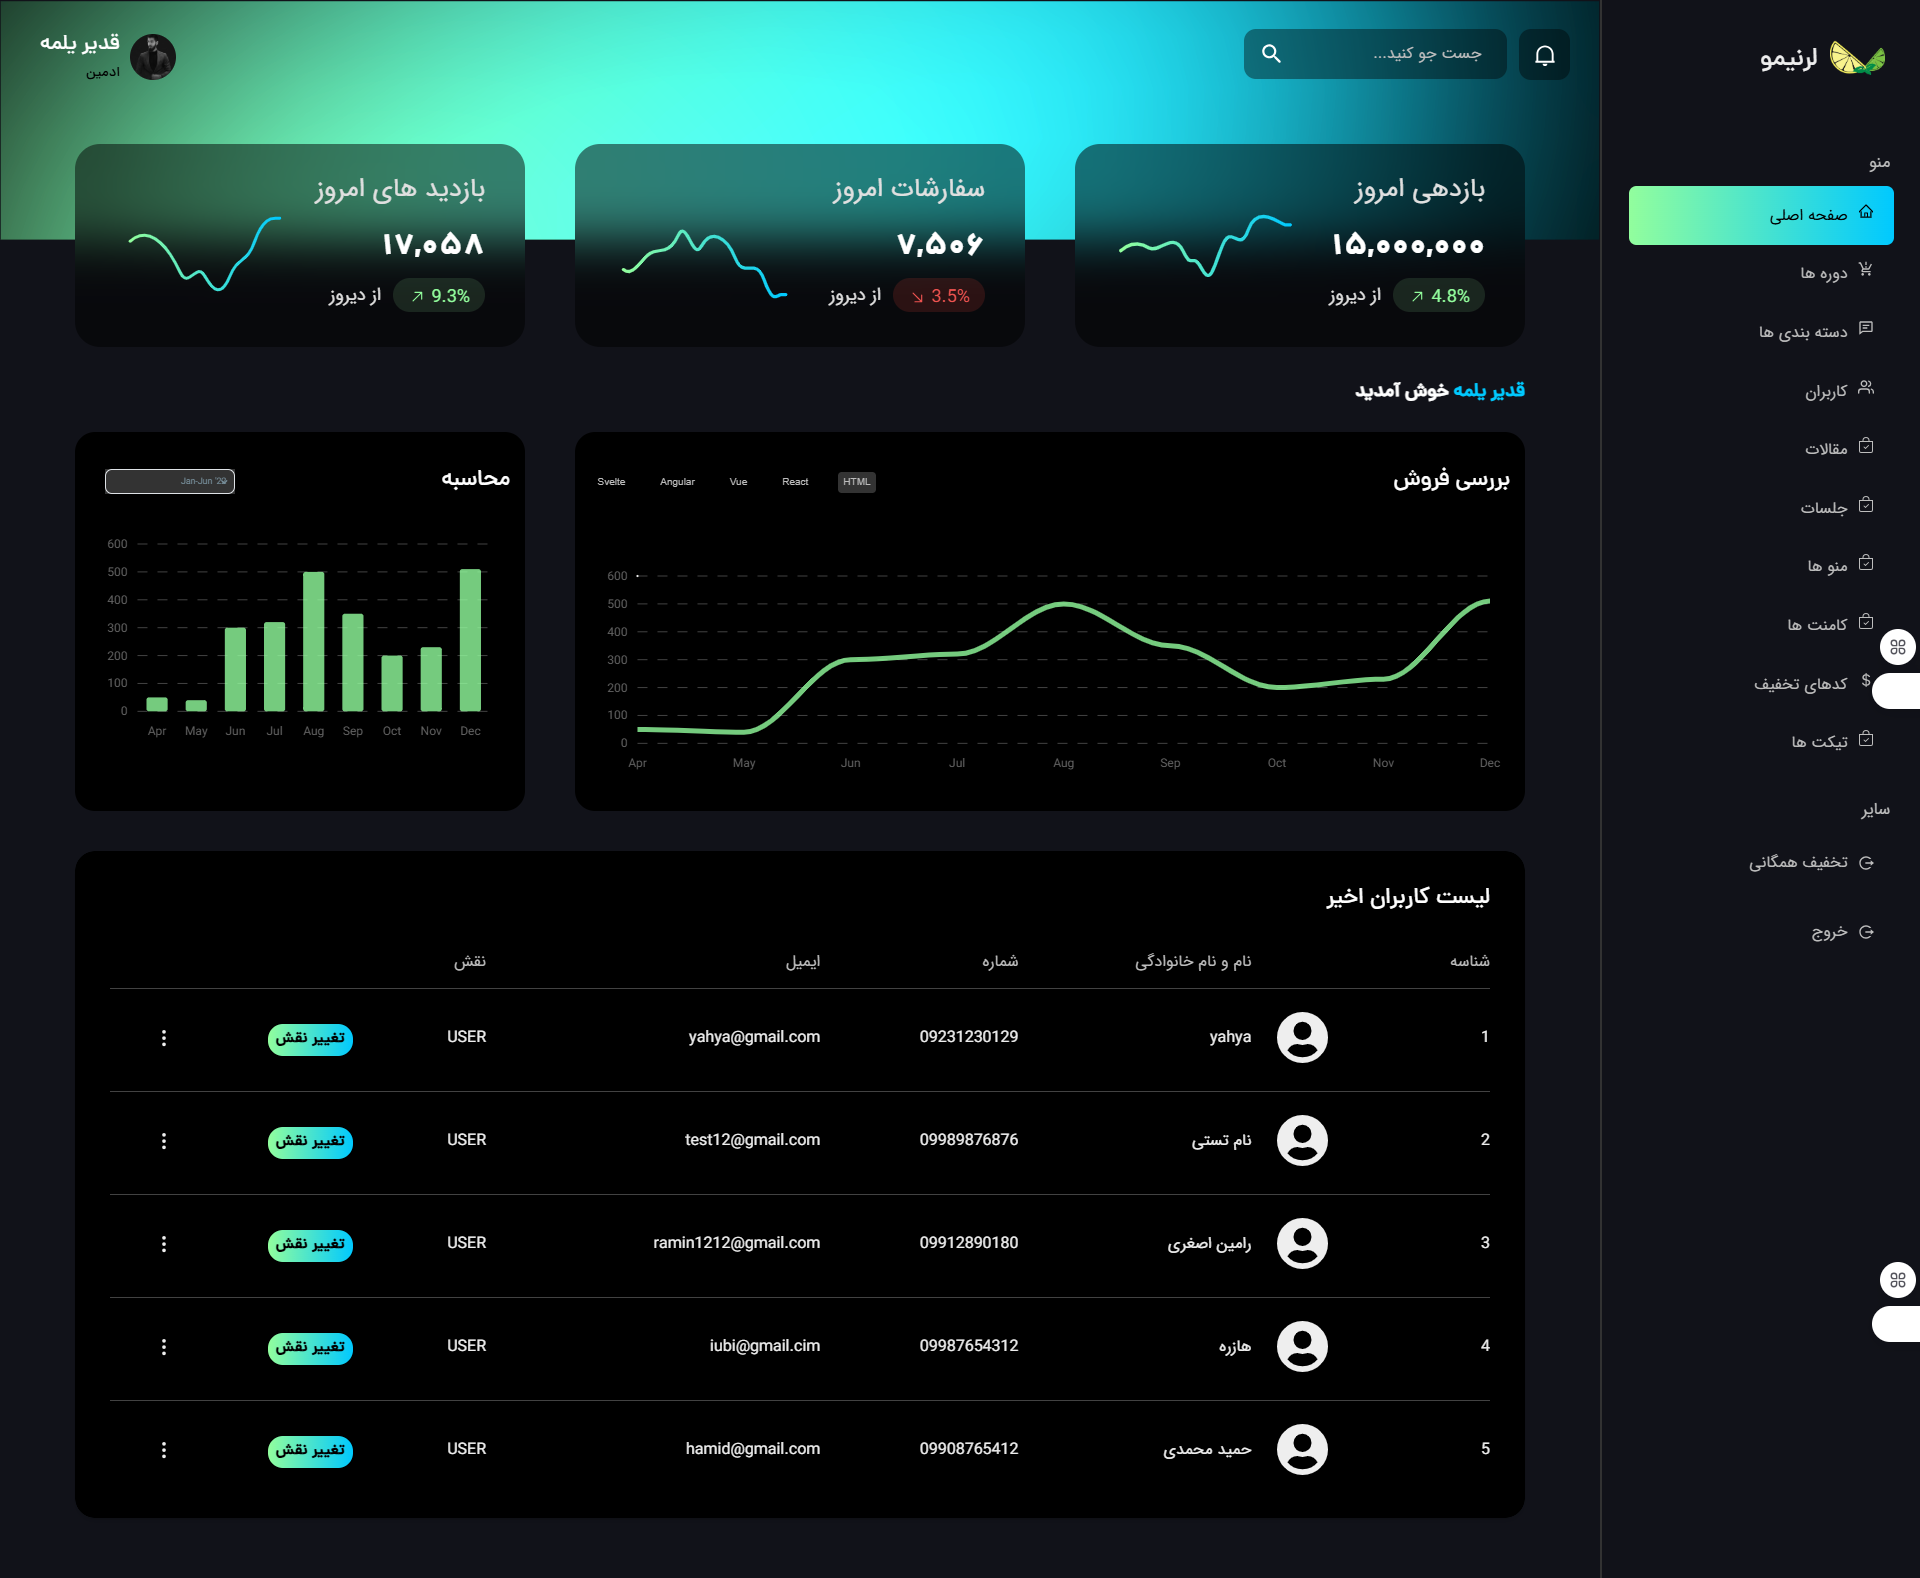 لرنیمو
منو
صفحه اصلی
دوره ها
دسته بندی ها
کاربران
مقالات
جلسات
منو ها
کامنت ها
کدهای تخفیف
تیکت ها
سایر
تخفیف همگانی
خروج
جست جو کنید...
قدیر یلمه
ادمین
بازدهی امروز
۱۵,۰۰۰,۰۰۰
4.8% از دیروز
سفارشات امروز
۷,۵۰۶
3.5% از دیروز
بازدید های امروز
۱۷,۰۵۸
9.3% از دیروز
قدیر یلمه خوش آمدید
بررسی فروش
Svelte Angular Vue React HTML
600
500
400
300
200
100
0
Apr May Jun Jul Aug Sep Oct Nov Dec
محاسبه
Jan-Jun '20
600
500
400
300
200
100
0
Apr May Jun Jul Aug Sep Oct Nov Dec
لیست کاربران اخیر
شناسه نام و نام خانوادگی شماره ایمیل نقش
1 yahya 09231230129 yahya@gmail.com USER تغییر نقش
2 نام تستی 09989876876 test12@gmail.com USER تغییر نقش
3 رامین اصغری 09912890180 ramin1212@gmail.com USER تغییر نقش
4 هازره 09987654312 iubi@gmail.cim USER تغییر نقش
5 حمید محمدی 09908765412 hamid@gmail.com USER تغییر نقش